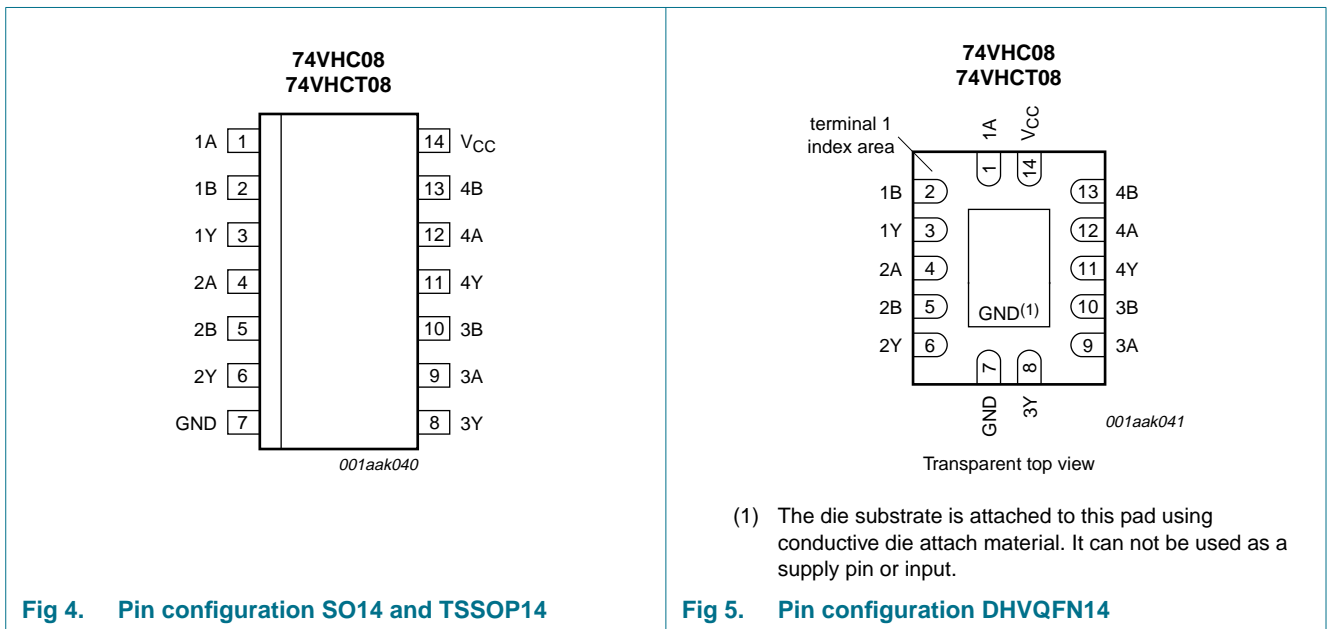 74VHC08
74VHCT08
1A 1 14 VCC
1B 2 13 4B
1Y 3 12 4A
2A 4 11 4Y
2B 5 10 3B
2Y 6 9 3A
GND 7 8 3Y
001aak040
Fig 4. Pin configuration SO14 and TSSOP14
74VHC08
74VHCT08
terminal 1
index area
1A VCC
1 14
1B 2 13 4B
1Y 3 12 4A
2A 4 11 4Y
2B 5 GND(1) 10 3B
2Y 6 9 3A
7 8
GND 3Y
001aak041
Transparent top view
(1) The die substrate is attached to this pad using
conductive die attach material. It can not be used as a
supply pin or input.
Fig 5. Pin configuration DHVQFN14